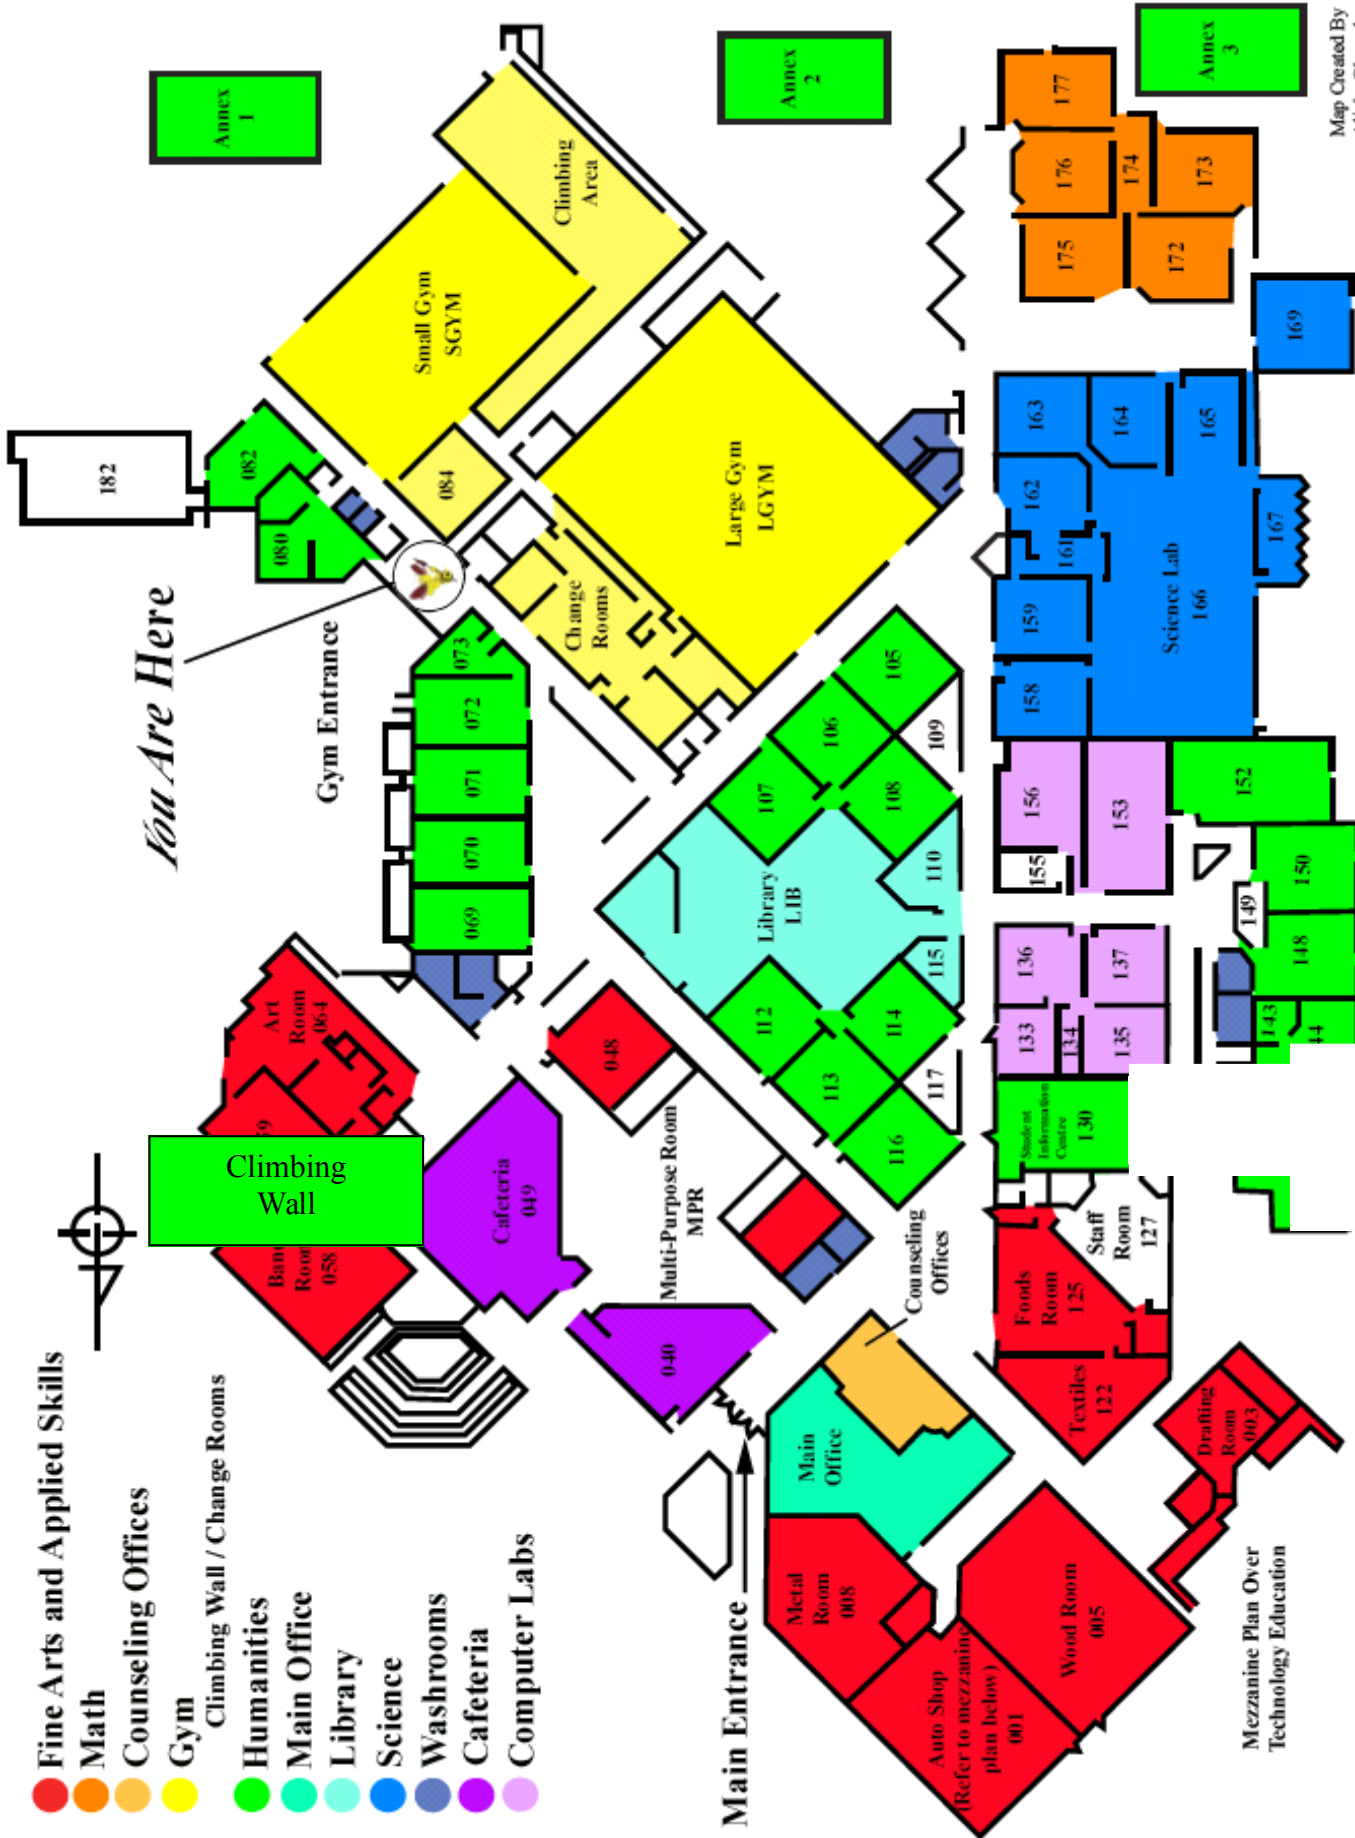 Fine Arts and Applied Skills
Math
Counseling Offices
Gym
Climbing Wall / Change Rooms
Humanities
Main Office
Library
Science
Washrooms
Cafeteria
Computer Labs
You Are Here
Gym Entrance
Main Entrance
Climbing
Wall
Annex
1
Annex
2
Annex
3
Map Created By
182
082
080
Small Gym
SGYM
Climbing
Area
084
Large Gym
LGYM
Change
Rooms
073
072
071
070
069
Art
Room
064
Room
058
Cafeteria
049
048
Multi-Purpose Room
MPR
040
Library
LIB
105
106
107
108
109
110
112
113
114
115
116
117
Counseling
Offices
Main
Office
Metal
Room
008
Auto Shop
(Refer to mezzanine
plan below)
001
Wood Room
005
Drafting
Room
003
Mezzanine Plan Over
Technology Education
Textiles
122
Foods
Room
125
Staff
Room
127
Student
Information
Centre
130
133
134
135
136
137
143
44
148
149
150
152
153
155
156
158
159
161
162
163
164
165
Science Lab
166
167
169
172
173
174
175
176
177